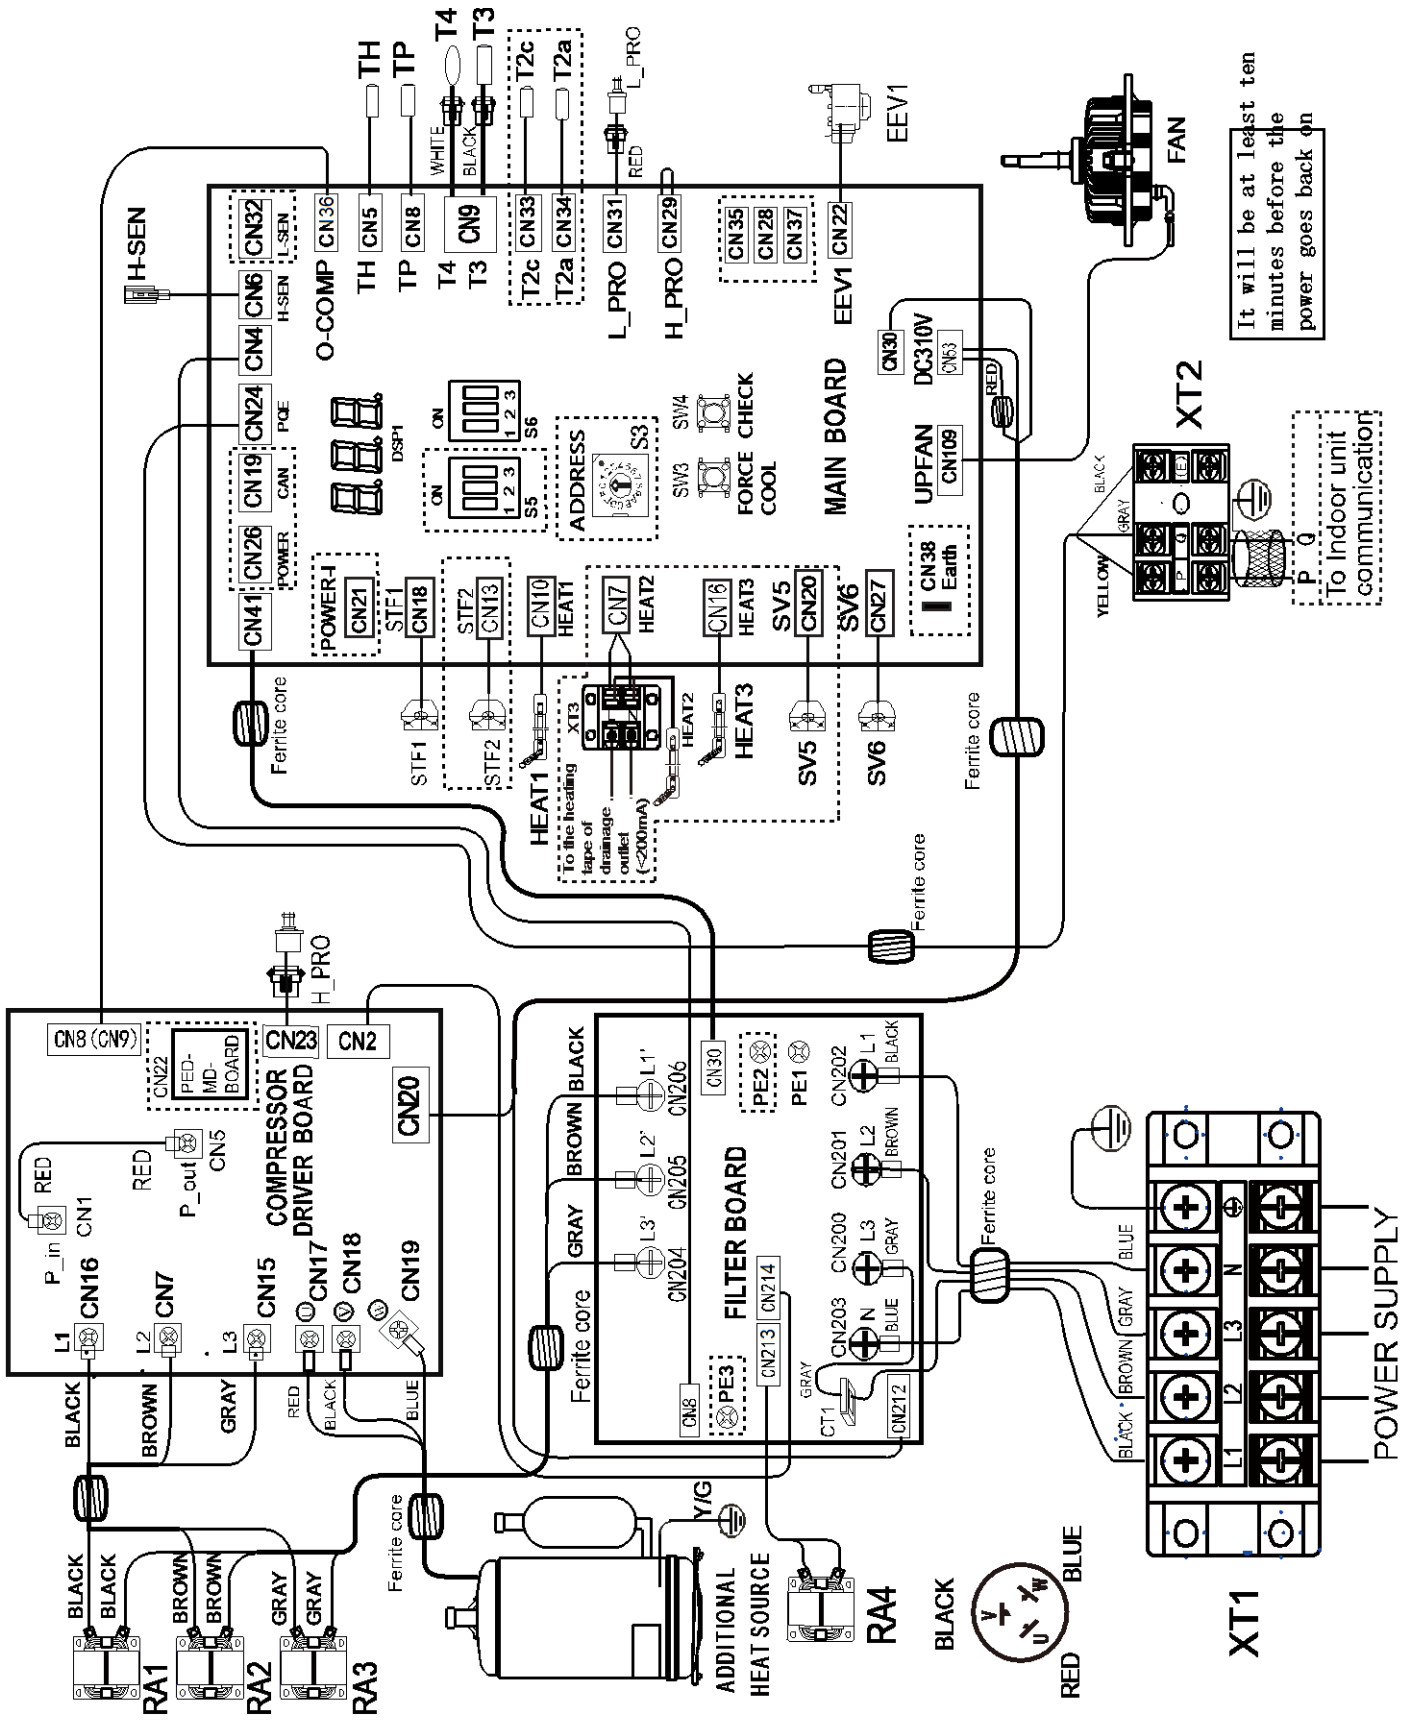 H-SEN
CN32
L-SEN
CN6
H-SEN
CN4
CN24
PQE
CN19
CAN
CN26
POWER
CN41
CN36
O-COMP
CN5
TH
TH
CN8
TP
TP
CN9
T4
T3
WHITE
BLACK
T4
T3
CN33
T2c
T2c
CN34
T2a
T2a
CN31
L_PRO
RED
L_PRO
CN29
H_PRO
CN35
CN28
CN37
CN22
EEV1
EEV1
DSP1
ON
1 2 3
S6
ON
1 2 3
S5
ADDRESS
S3
SW4
CHECK
SW3
FORCE
COOL
MAIN BOARD
CN30
DC310V
CN53
RED
UPFAN
CN109
FAN
CN38
Earth
POWER-I
CN21
STF1
CN18
STF1
STF2
CN13
STF2
CN10
HEAT1
HEAT1
CN7
HEAT2
XT3
N
HEAT2
To the heating
tape of
drainage
outlet
(<200mA)
CN16
HEAT3
HEAT3
SV5
CN20
SV5
SV6
CN27
SV6
Ferrite core
Ferrite core
Ferrite core
It will be at least ten
minutes before the
power goes back on
XT2
BLACK
GRAY
YELLOW
P
Q
(E)
P
Q
To Indoor unit
communication
CN8 (CN9)
CN22
PED-
MD-
BOARD
CN23
H_PRO
CN2
CN20
COMPRESSOR
DRIVER BOARD
RED
RED
P_in
CN1
P_out
CN5
L1
CN16
L2
CN7
L3
CN15
U
CN17
V
CN18
W
CN19
BLACK
BROWN
GRAY
RED
BLACK
BLUE
BLACK
BLACK
BROWN
BROWN
GRAY
GRAY
RA1
RA2
RA3
Ferrite core
Ferrite core
BLACK
BROWN
GRAY
L1'
CN206
L2'
CN205
L3'
CN204
CN30
PE2
PE1
FILTER BOARD
CN202
L1
BLACK
CN201
L2
BROWN
CN200
L3
GRAY
CN203
N
BLUE
CN214
CN213
PE3
CN8
GRAY
CT1
CN212
Ferrite core
Y/G
ADDITIONAL
HEAT SOURCE
RA4
BLACK
V
U
W
RED
BLUE
BLUE
GRAY
BROWN
BLACK
N
L3
L2
L1
XT1
POWER SUPPLY